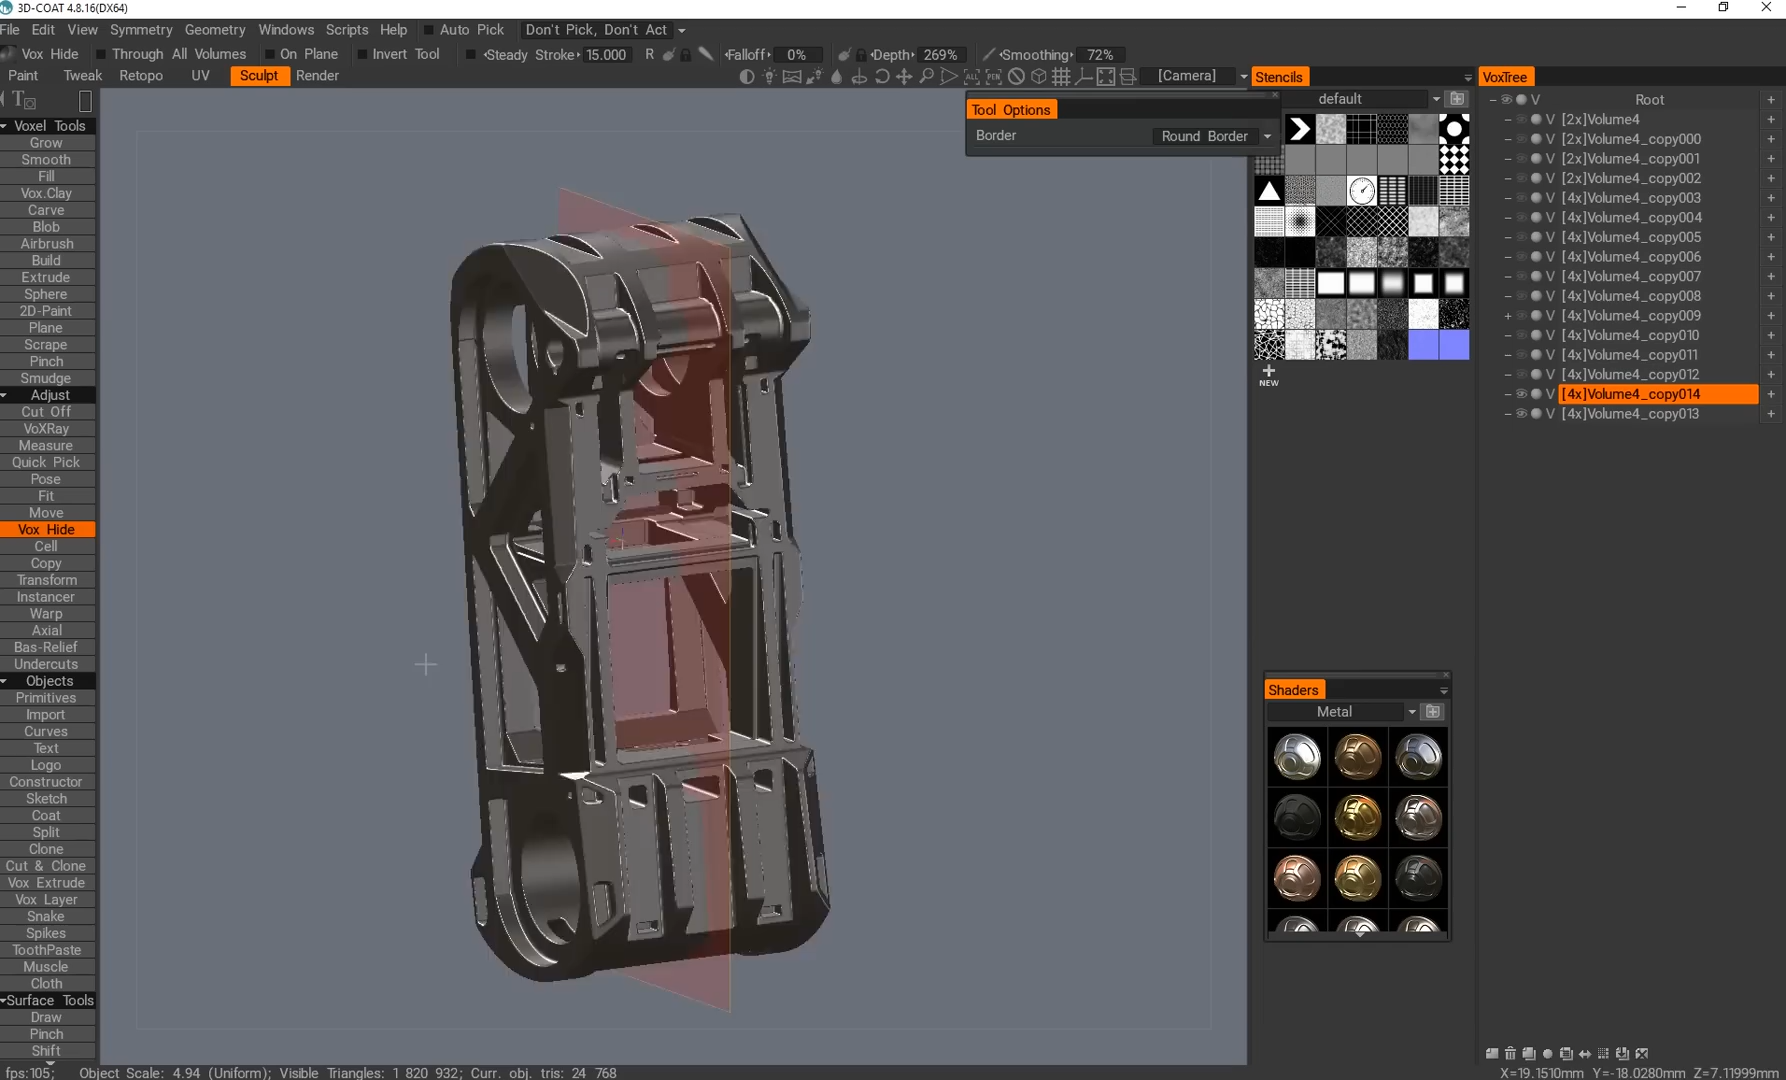 3D-COAT 4.8.16(DX64)
File Edit View Symmetry Geometry Windows Scripts Help Auto Pick Don't Pick, Don't Act
Vox Hide Through All Volumes On Plane Invert Tool Steady Stroke 15.000 R Falloff 0% Depth 269% Smoothing 72%
Paint Tweak Retopo UV Sculpt Render [Camera]
Stencils
default
NEW
Tool Options
Border Round Border
Voxel Tools
Grow
Smooth
Fill
Vox.Clay
Carve
Blob
Airbrush
Build
Extrude
Sphere
2D-Paint
Plane
Scrape
Pinch
Smudge
Adjust
Cut Off
VoXRay
Measure
Quick Pick
Pose
Fit
Move
Vox Hide
Cell
Copy
Transform
Instancer
Warp
Axial
Bas-Relief
Undercuts
Objects
Primitives
Import
Curves
Text
Logo
Constructor
Sketch
Coat
Split
Clone
Cut & Clone
Vox Extrude
Vox Layer
Snake
Spikes
ToothPaste
Muscle
Cloth
Surface Tools
Draw
Pinch
Shift
Shaders
Metal
VoxTree
V Root +
V [2x]Volume4 +
V [2x]Volume4_copy000 +
V [2x]Volume4_copy001 +
V [2x]Volume4_copy002 +
V [4x]Volume4_copy003 +
V [4x]Volume4_copy004 +
V [4x]Volume4_copy005 +
V [4x]Volume4_copy006 +
V [4x]Volume4_copy007 +
V [4x]Volume4_copy008 +
V [4x]Volume4_copy009 +
V [4x]Volume4_copy010 +
V [4x]Volume4_copy011 +
V [4x]Volume4_copy012 +
V [4x]Volume4_copy014 +
V [4x]Volume4_copy013 +
fps:105; Object Scale: 4.94 (Uniform); Visible Triangles: 1 820 932; Curr. obj. tris: 24 768
X=19.1510mm Y=-18.0280mm Z=7.11999mm